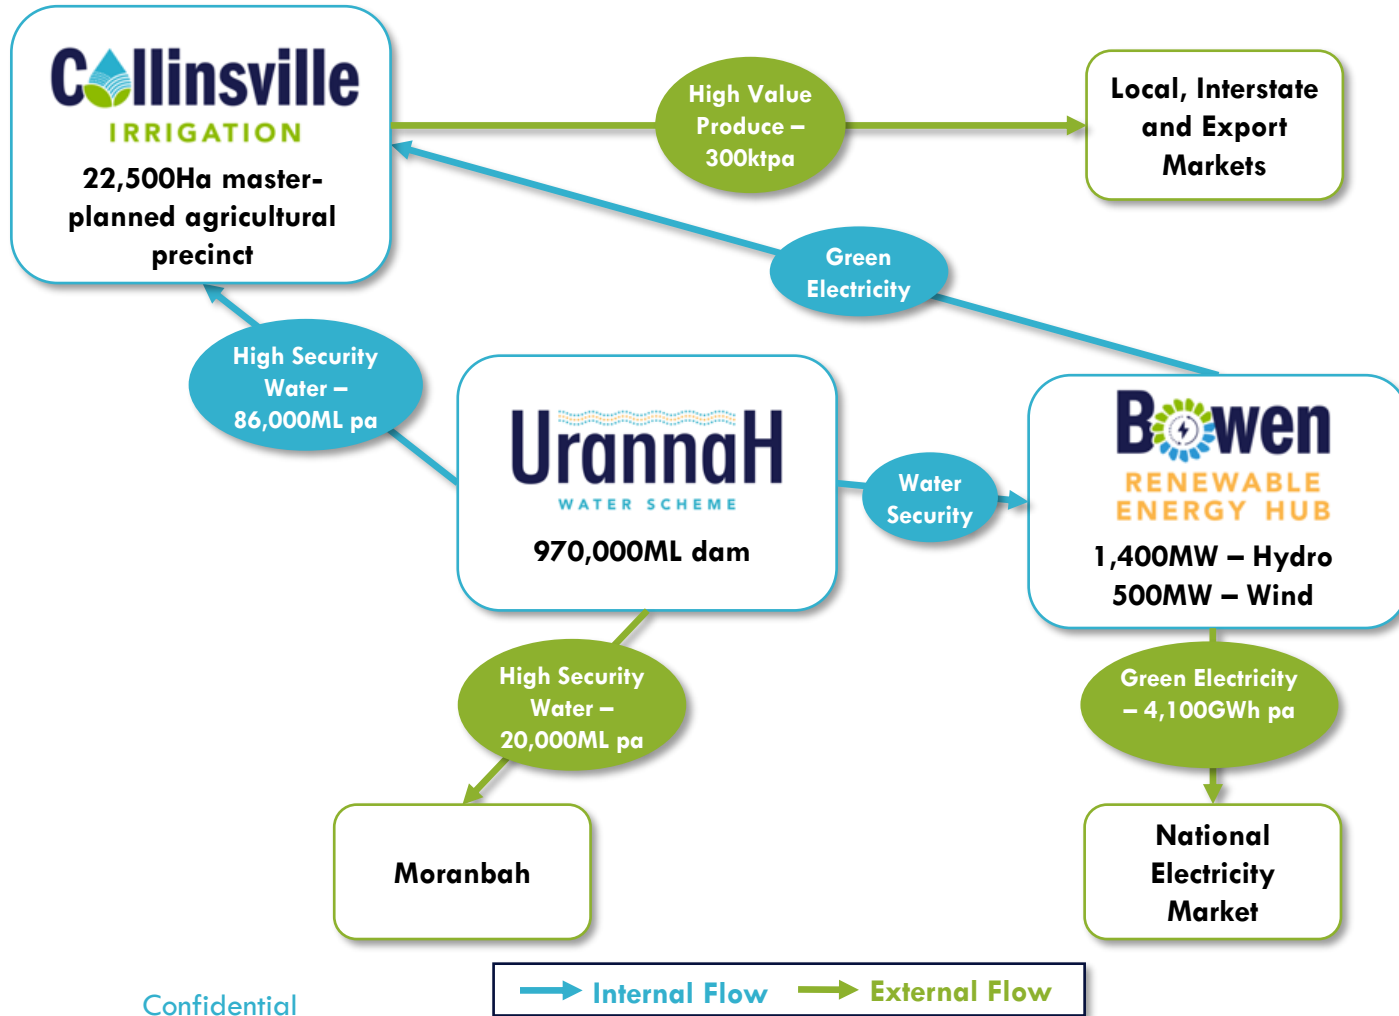 Collinsville
IRRIGATION
22,500Ha master-
planned agricultural
precinct
High Value
Produce –
300ktpa
Local, Interstate
and Export
Markets
Green
Electricity
High Security
Water –
86,000ML pa
UrannaH
WATER SCHEME
970,000ML dam
Water
Security
Bowen
RENEWABLE
ENERGY HUB
1,400MW – Hydro
500MW – Wind
High Security
Water –
20,000ML pa
Green Electricity
– 4,100GWh pa
Moranbah
National
Electricity
Market
Confidential
Internal Flow
External Flow